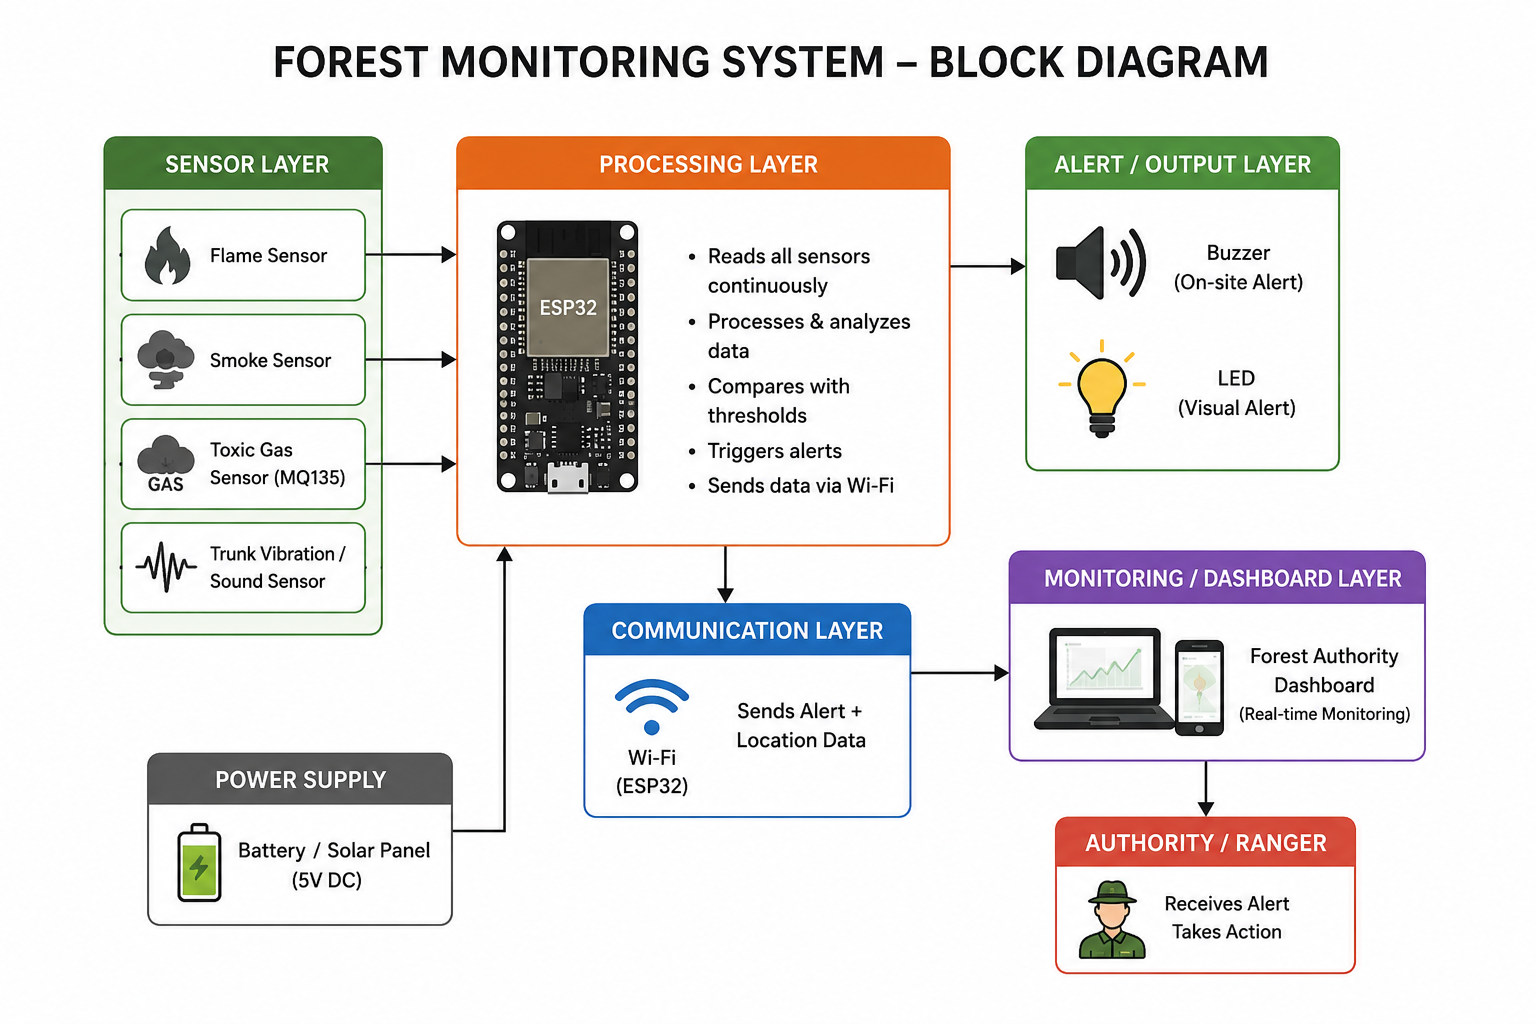 FOREST MONITORING SYSTEM – BLOCK DIAGRAM
SENSOR LAYER
Flame Sensor
Smoke Sensor
GAS
Toxic Gas
Sensor (MQ135)
Trunk Vibration /
Sound Sensor
PROCESSING LAYER
ESP32
• Reads all sensors
continuously
• Processes & analyzes
data
• Compares with
thresholds
• Triggers alerts
• Sends data via Wi-Fi
ALERT / OUTPUT LAYER
Buzzer
(On-site Alert)
LED
(Visual Alert)
COMMUNICATION LAYER
Wi-Fi
(ESP32)
Sends Alert +
Location Data
MONITORING / DASHBOARD LAYER
Forest Authority
Dashboard
(Real-time Monitoring)
POWER SUPPLY
Battery / Solar Panel
(5V DC)
AUTHORITY / RANGER
Receives Alert
Takes Action